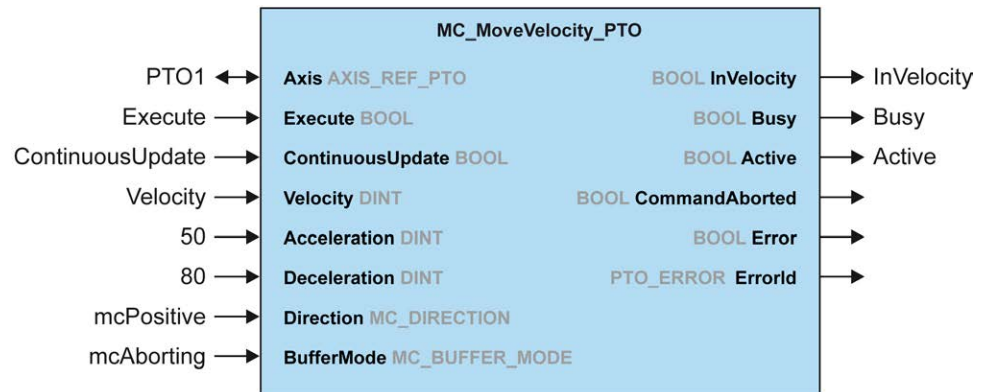 MC_MoveVelocity_PTO
PTO1 Axis AXIS_REF_PTO BOOL InVelocity InVelocity
Execute Execute BOOL BOOL Busy Busy
ContinuousUpdate ContinuousUpdate BOOL BOOL Active Active
Velocity Velocity DINT BOOL CommandAborted
50 Acceleration DINT BOOL Error
80 Deceleration DINT PTO_ERROR ErrorId
mcPositive Direction MC_DIRECTION
mcAborting BufferMode MC_BUFFER_MODE